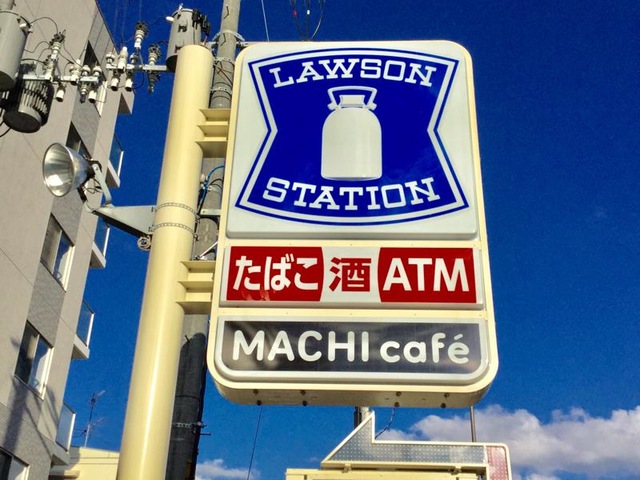 LAWSON
STATION
たばこ 酒 ATM
MACHI café